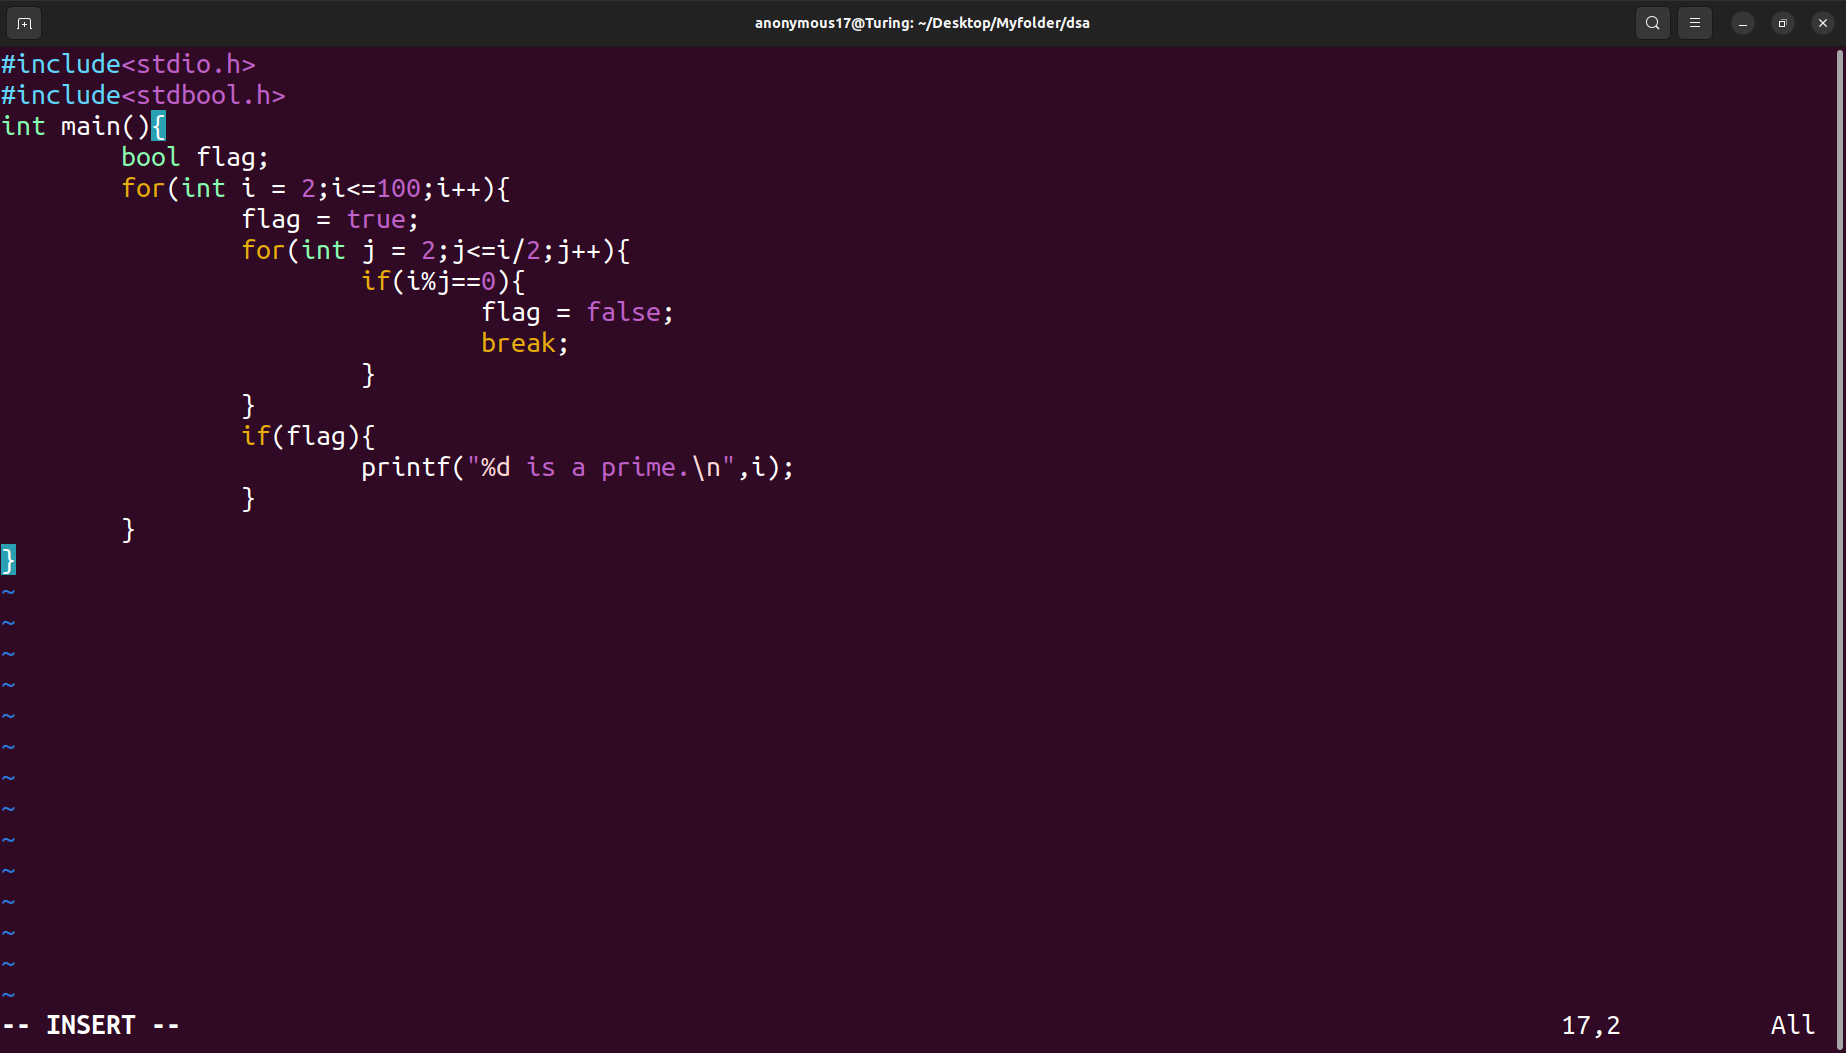 anonymous17@Turing: ~/Desktop/Myfolder/dsa
#include<stdio.h>
#include<stdbool.h>
int main(){
        bool flag;
        for(int i = 2;i<=100;i++){
                flag = true;
                for(int j = 2;j<=i/2;j++){
                        if(i%j==0){
                                flag = false;
                                break;
                        }
                }
                if(flag){
                        printf("%d is a prime.\n",i);
                }
        }
}
~
~
~
~
~
~
~
~
~
~
~
~
~
~
-- INSERT -- 17,2 All